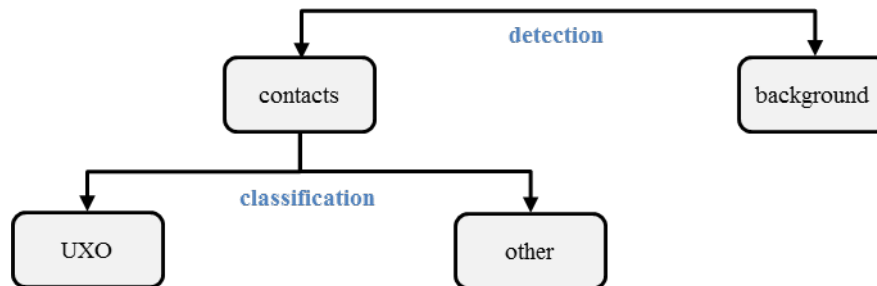 detection
contacts
background
classification
UXO
other